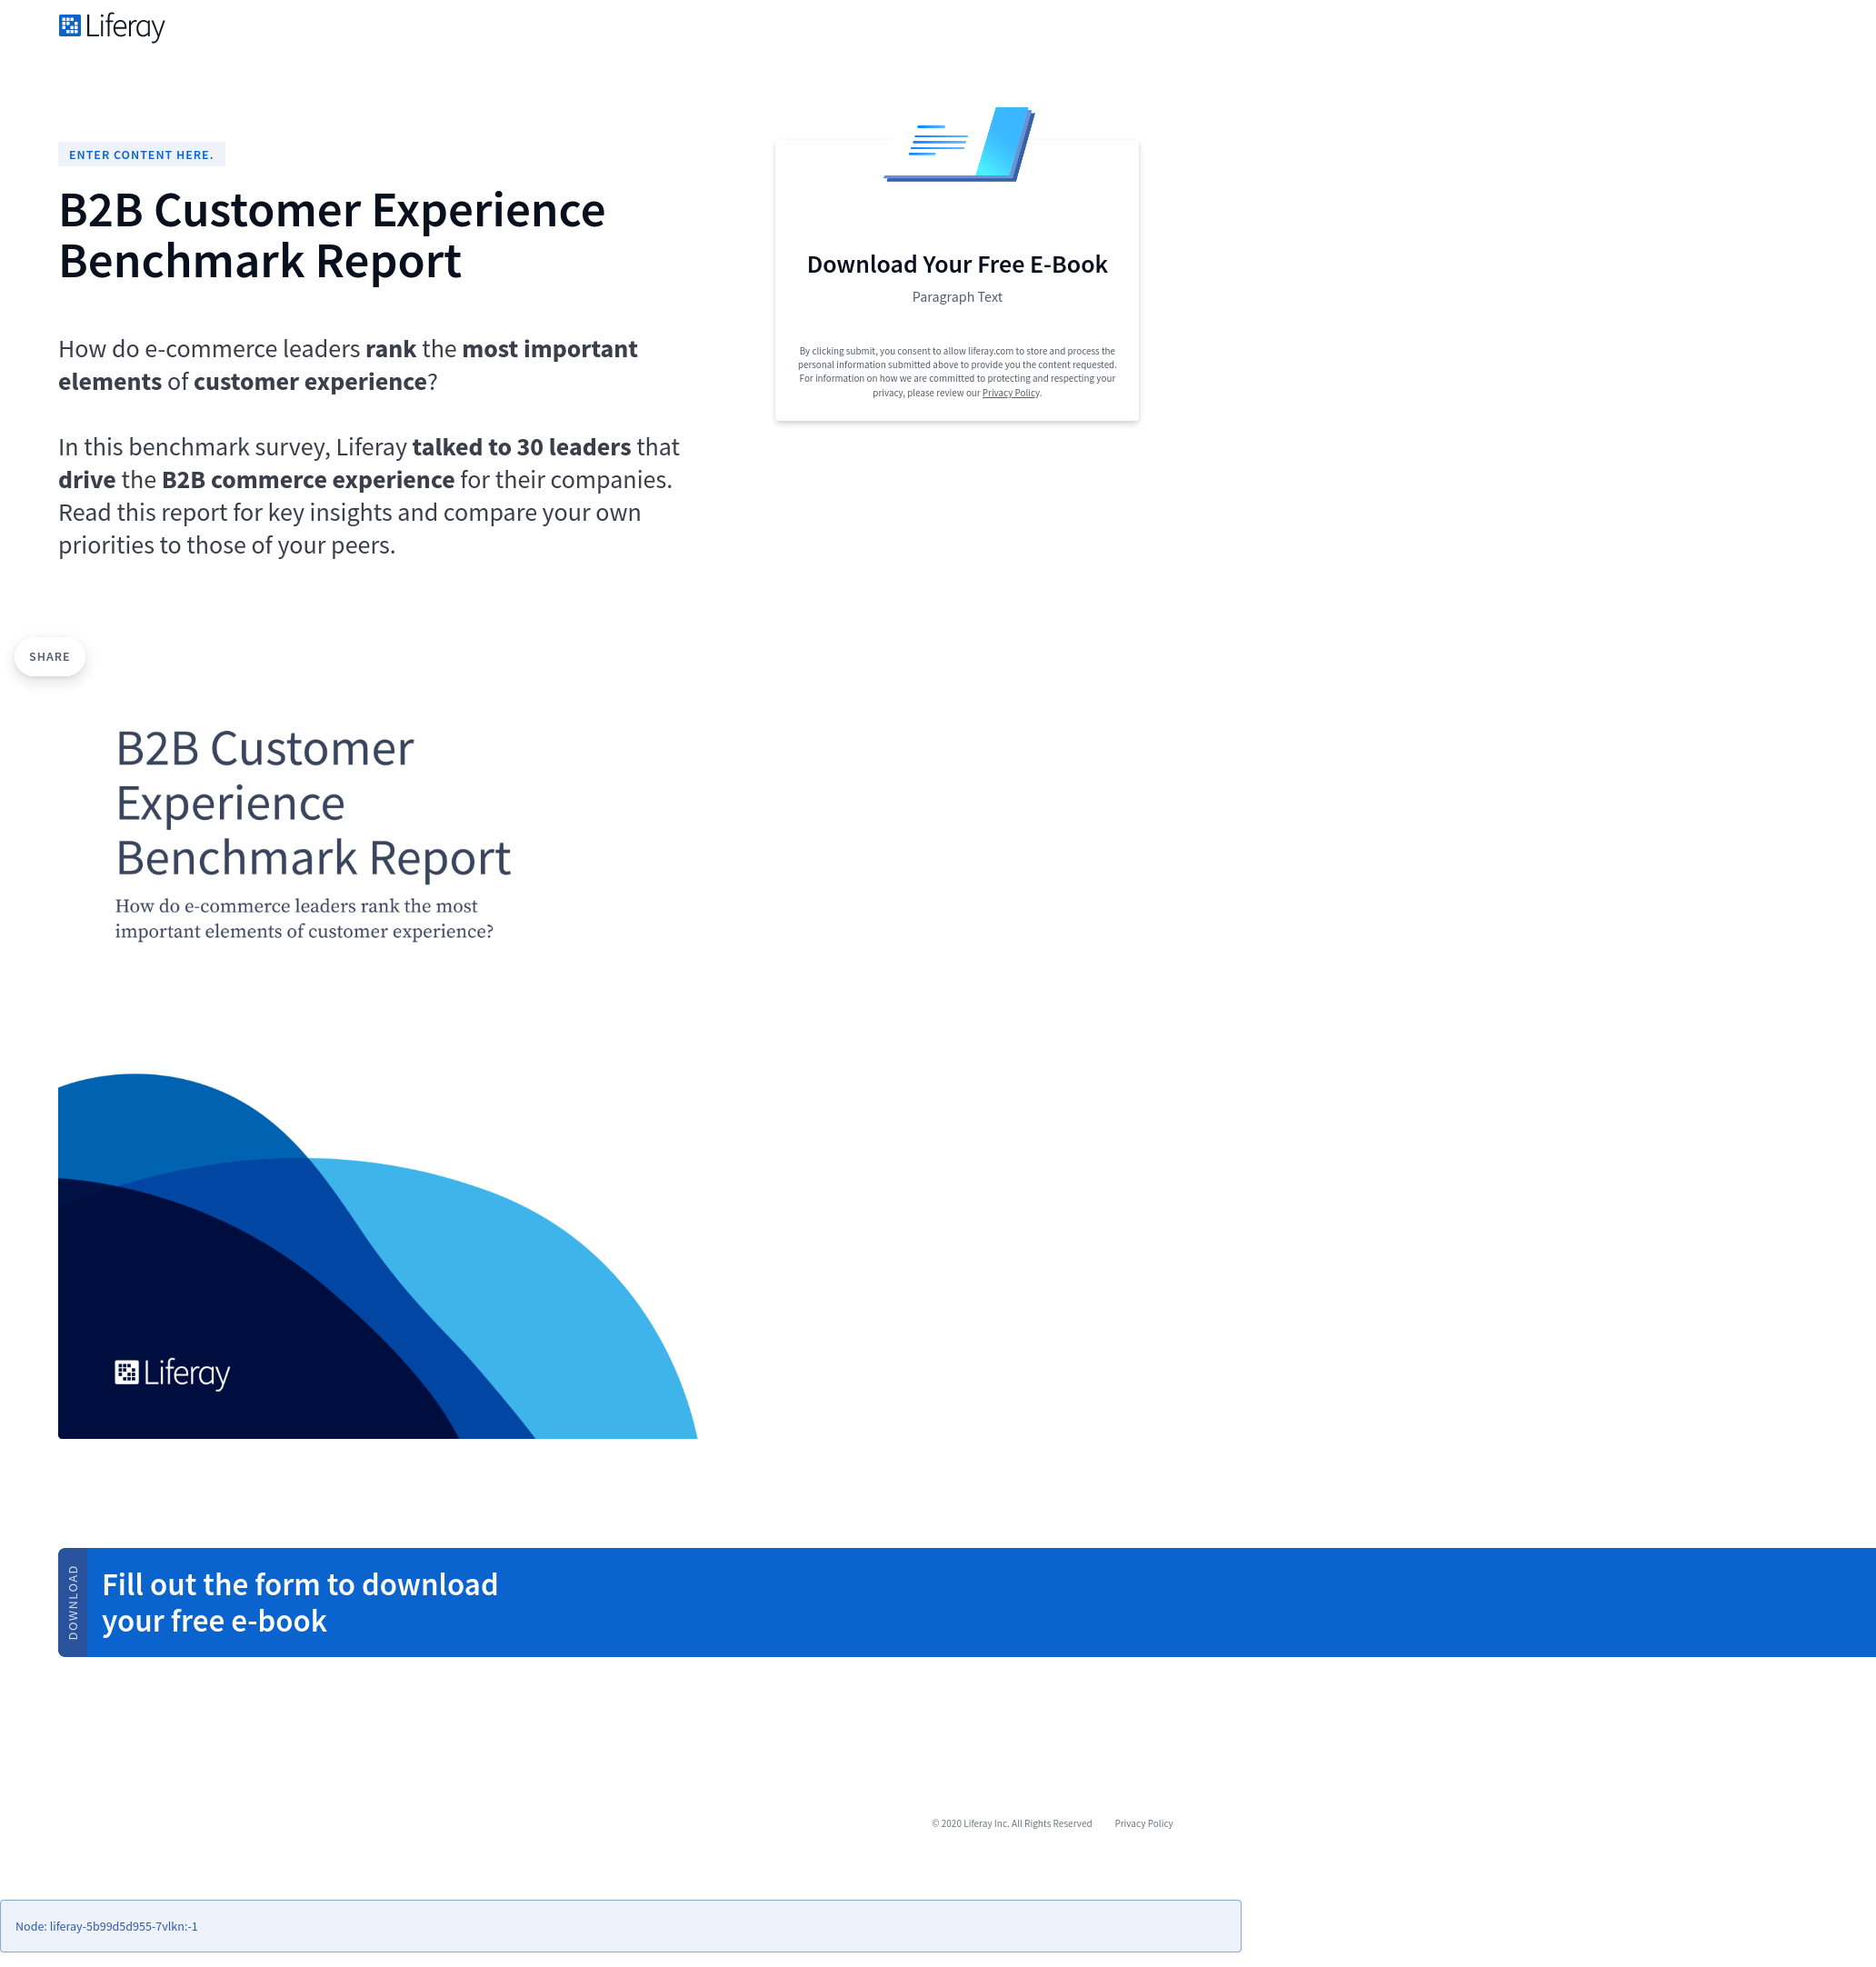 Liferay
ENTER CONTENT HERE.
B2B Customer Experience
Benchmark Report
How do e-commerce leaders rank the most important
elements of customer experience?
In this benchmark survey, Liferay talked to 30 leaders that
drive the B2B commerce experience for their companies.
Read this report for key insights and compare your own
priorities to those of your peers.
Download Your Free E-Book
Paragraph Text
By clicking submit, you consent to allow liferay.com to store and process the
personal information submitted above to provide you the content requested.
For information on how we are committed to protecting and respecting your
privacy, please review our Privacy Policy.
SHARE
B2B Customer
Experience
Benchmark Report
How do e-commerce leaders rank the most
important elements of customer experience?
Liferay
DOWNLOAD
Fill out the form to download
your free e-book
© 2020 Liferay Inc. All Rights Reserved Privacy Policy
Node: liferay-5b99d5d955-7vlkn:-1